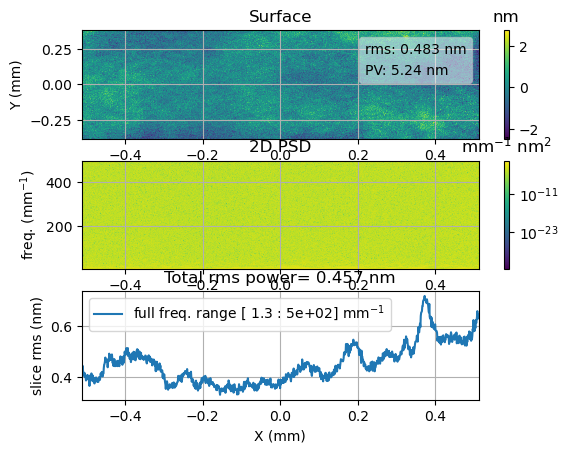 Surface
nm
0.25
0.00
−0.25
Y (mm)
rms: 0.483 nm
PV: 5.24 nm
2
0
−2
−0.4 −0.2 0.0 0.2 0.4
2D PSD
mm⁻¹ nm²
400
200
freq. (mm⁻¹)
10⁻¹¹
10⁻²³
−0.4 −0.2 0.0 0.2 0.4
Total rms power= 0.457 nm
full freq. range [ 1.3 : 5e+02] mm⁻¹
0.6
0.4
slice rms (nm)
−0.4 −0.2 0.0 0.2 0.4
X (mm)